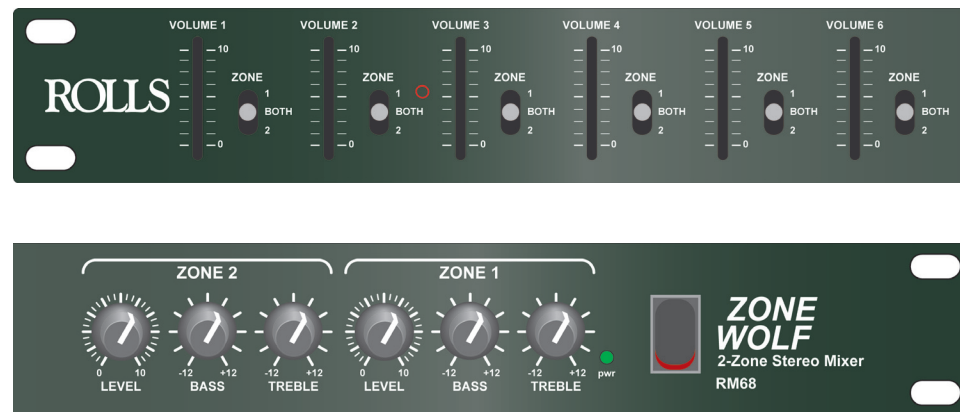 VOLUME 1 VOLUME 2 VOLUME 3 VOLUME 4 VOLUME 5 VOLUME 6
10 10 10 10 10 10
ZONE ZONE ZONE ZONE ZONE ZONE
ROLLS
1 1 1 1 1 1
BOTH BOTH BOTH BOTH BOTH BOTH
2 2 2 2 2 2
0 0 0 0 0 0
ZONE 2 ZONE 1
0 10 -12 +12 -12 +12 0 10 -12 +12 -12 +12
LEVEL BASS TREBLE LEVEL BASS TREBLE
pwr
ZONE
WOLF
2-Zone Stereo Mixer
RM68